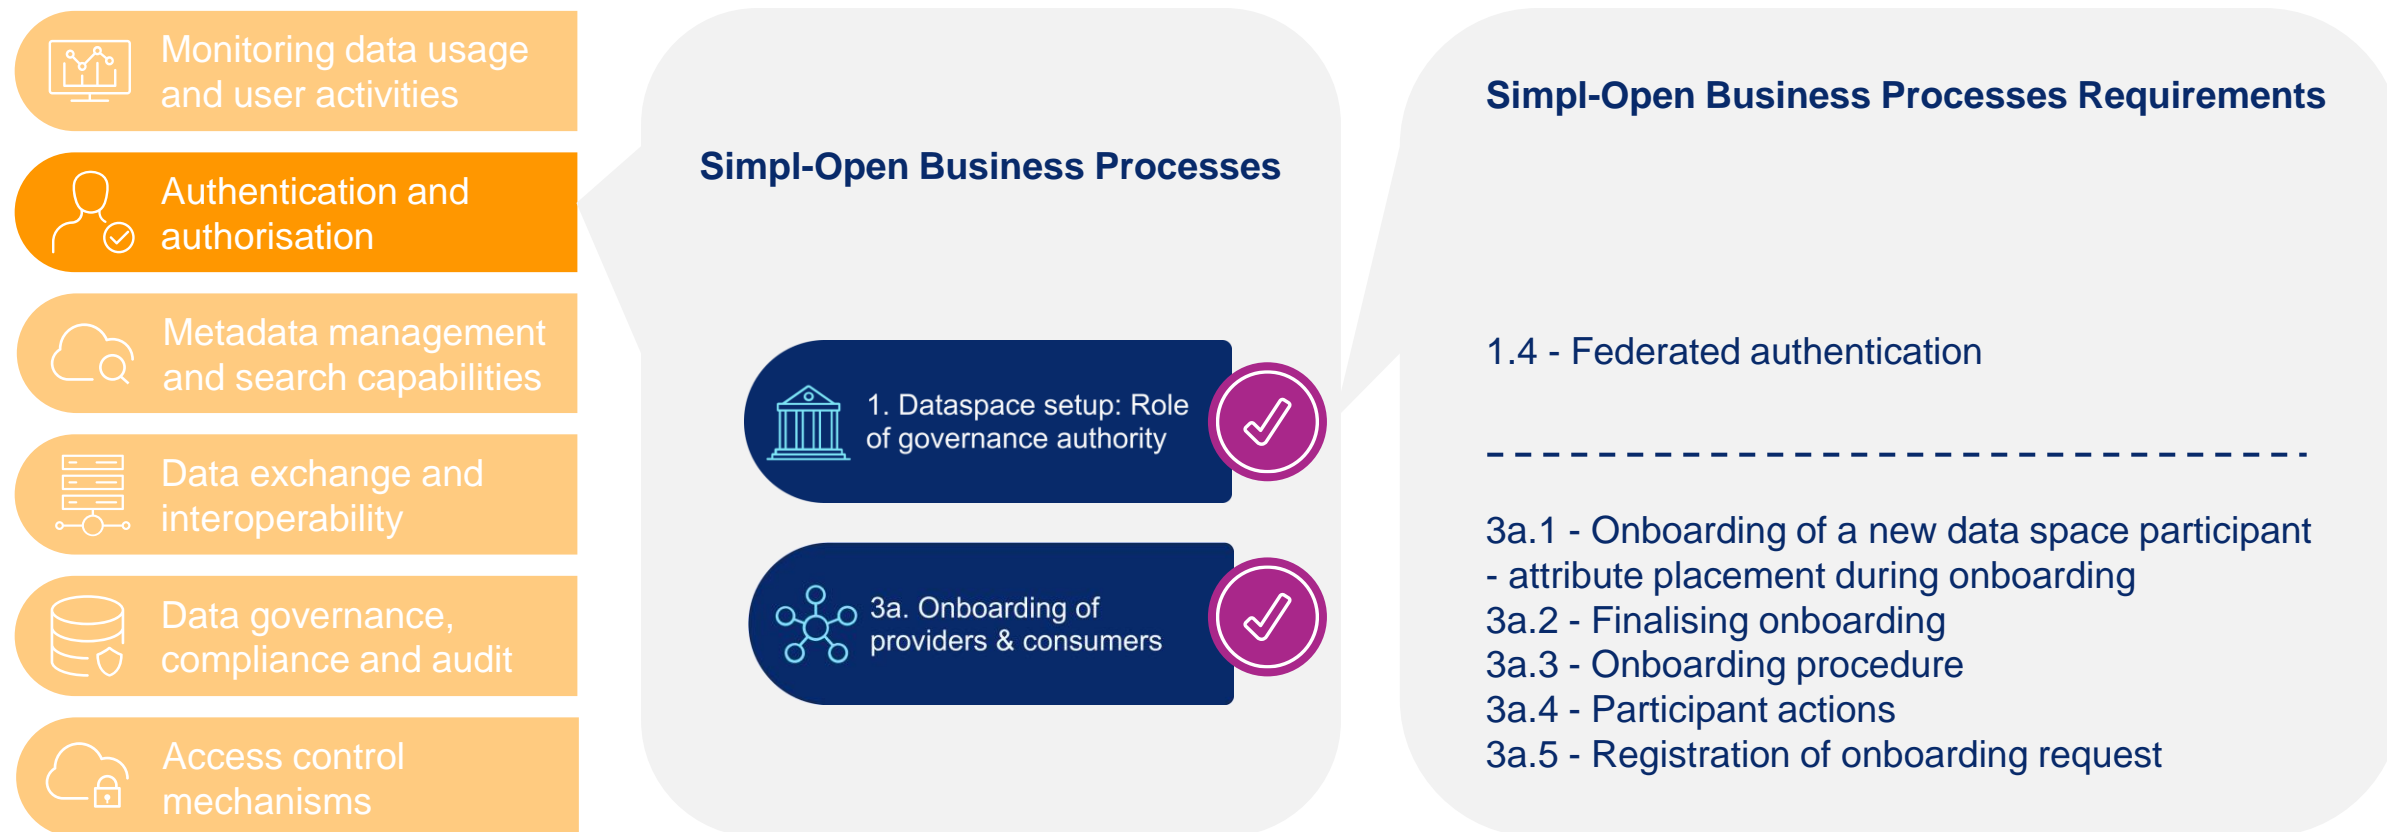 Monitoring data usage
and user activities
Authentication and
authorisation
Metadata management
and search capabilities
Data exchange and
interoperability
Data governance,
compliance and audit
Access control
mechanisms
Simpl-Open Business Processes
1. Dataspace setup: Role
of governance authority
3a. Onboarding of
providers & consumers
Simpl-Open Business Processes Requirements
1.4 - Federated authentication
3a.1 - Onboarding of a new data space participant
- attribute placement during onboarding
3a.2 - Finalising onboarding
3a.3 - Onboarding procedure
3a.4 - Participant actions
3a.5 - Registration of onboarding request